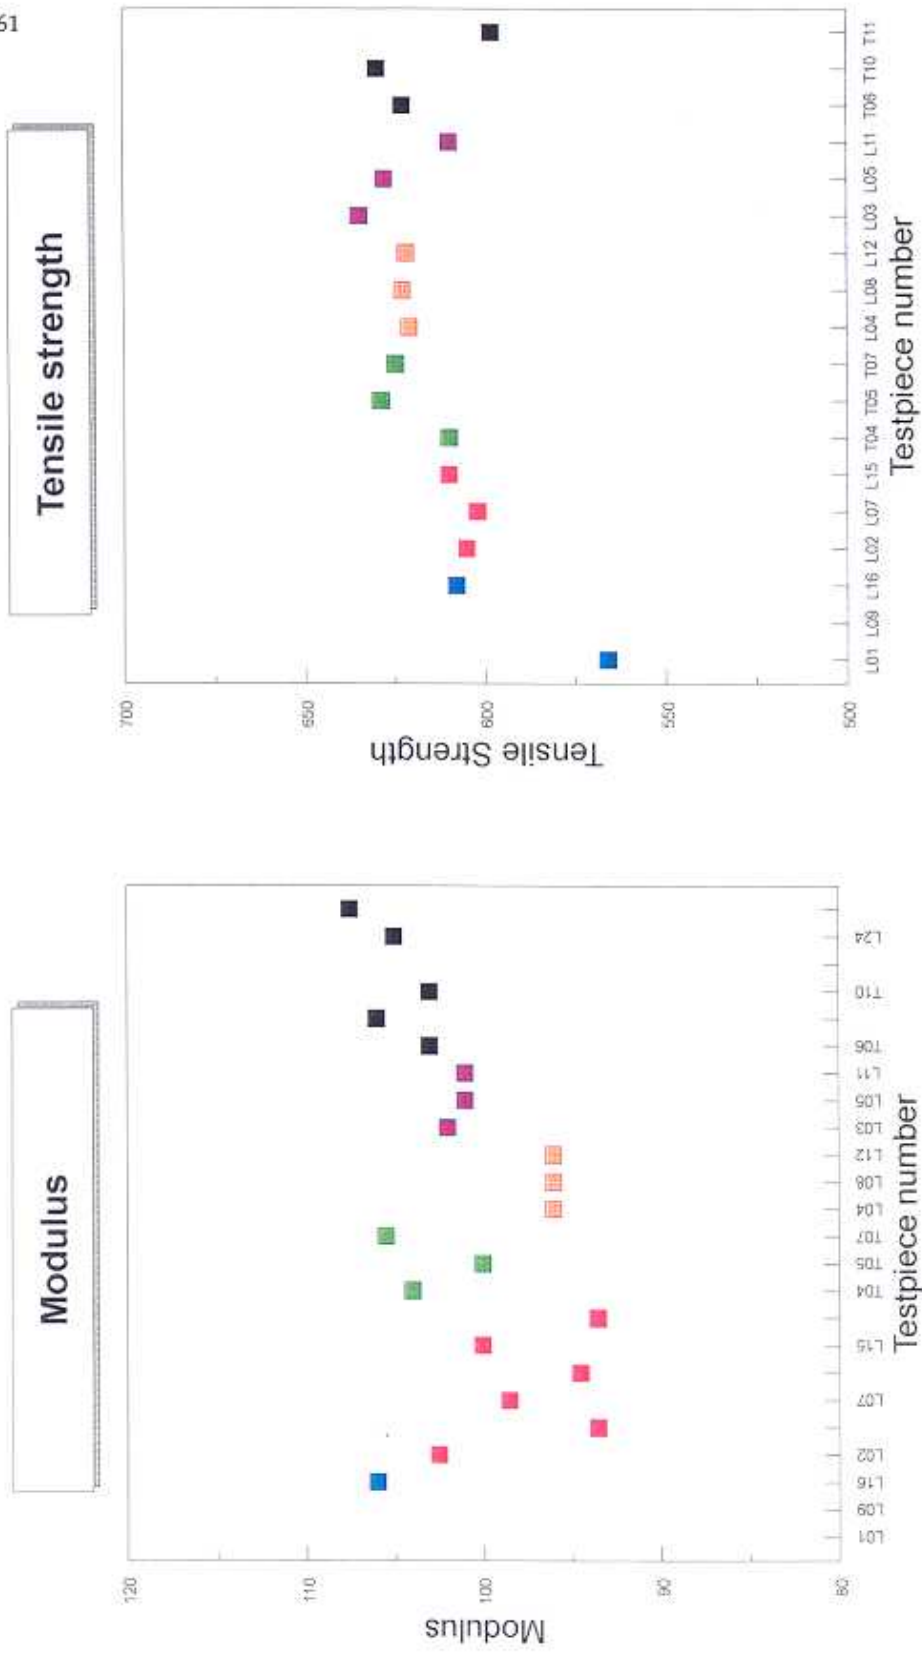 61
Tensile strength
700
650
600
550
500
Tensile Strength
L01 L09 L16 L02 L07 L15 T04 T05 T07 L04 L08 L12 L03 L05 L11 T06 T10 T11
Testpiece number
Modulus
120
110
100
90
80
Modulus
L01 L09 L16 L02 L07 L15 T04 T05 T07 L04 L08 L12 L03 L05 L11 T06 T10 L24
Testpiece number